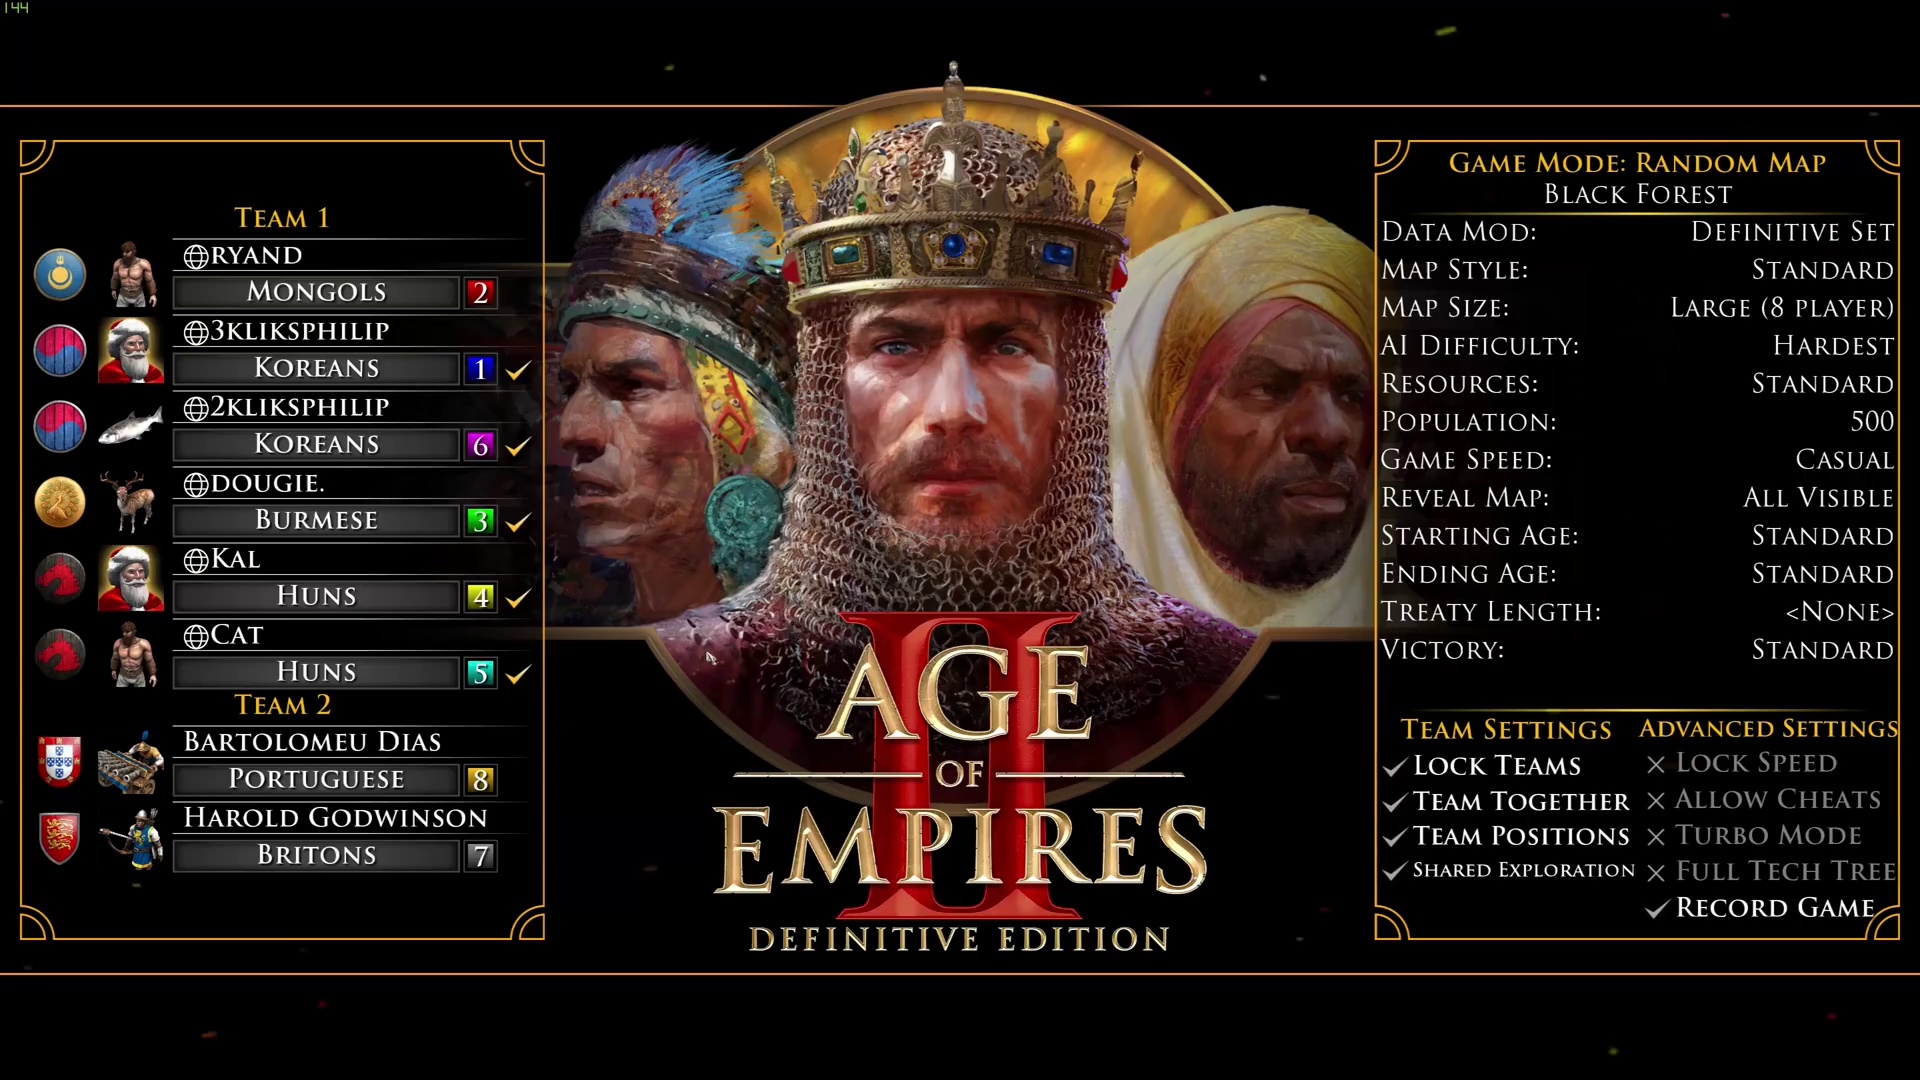 144
TEAM 1
RYAND
MONGOLS 2
3KLIKSPHILIP
KOREANS 1
2KLIKSPHILIP
KOREANS 6
DOUGIE.
BURMESE 3
KAL
HUNS 4
CAT
HUNS 5
TEAM 2
BARTOLOMEU DIAS
PORTUGUESE 8
HAROLD GODWINSON
BRITONS 7
II
AGE
OF
EMPIRES
DEFINITIVE EDITION
GAME MODE: RANDOM MAP
BLACK FOREST
DATA MOD: DEFINITIVE SET
MAP STYLE: STANDARD
MAP SIZE: LARGE (8 PLAYER)
AI DIFFICULTY: HARDEST
RESOURCES: STANDARD
POPULATION: 500
GAME SPEED: CASUAL
REVEAL MAP: ALL VISIBLE
STARTING AGE: STANDARD
ENDING AGE: STANDARD
TREATY LENGTH: <NONE>
VICTORY: STANDARD
TEAM SETTINGS
LOCK TEAMS
TEAM TOGETHER
TEAM POSITIONS
SHARED EXPLORATION
ADVANCED SETTINGS
LOCK SPEED
ALLOW CHEATS
TURBO MODE
FULL TECH TREE
RECORD GAME